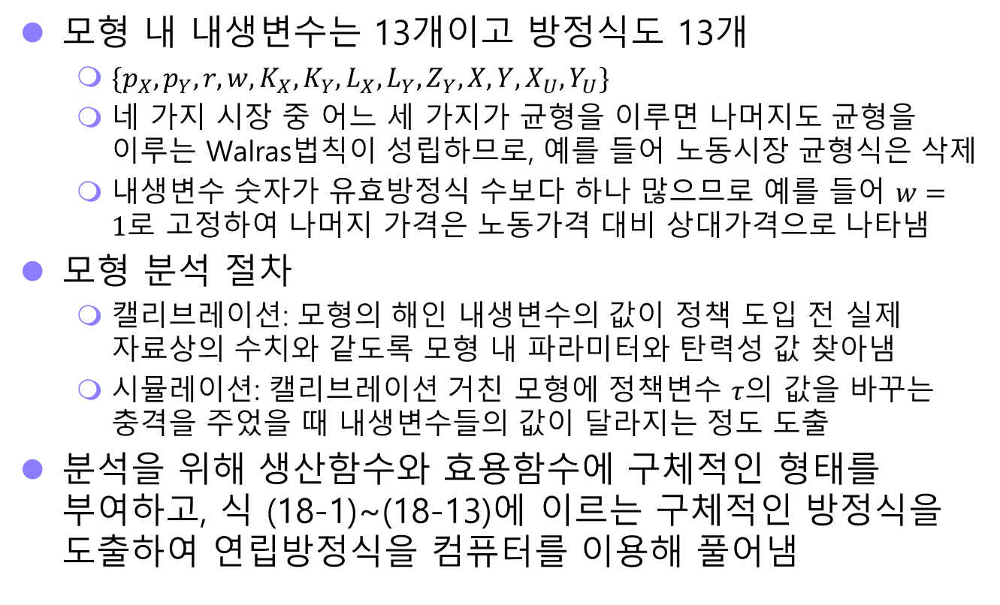 모형 내 내생변수는 13개이고 방정식도 13개
{p_X, p_Y, r, w, K_X, K_Y, L_X, L_Y, Z_Y, X, Y, X_U, Y_U}
네 가지 시장 중 어느 세 가지가 균형을 이루면 나머지도 균형을
이루는 Walras법칙이 성립하므로, 예를 들어 노동시장 균형식은 삭제
내생변수 숫자가 유효방정식 수보다 하나 많으므로 예를 들어 w =
1로 고정하여 나머지 가격은 노동가격 대비 상대가격으로 나타냄
모형 분석 절차
캘리브레이션: 모형의 해인 내생변수의 값이 정책 도입 전 실제
자료상의 수치와 같도록 모형 내 파라미터와 탄력성 값 찾아냄
시뮬레이션: 캘리브레이션 거친 모형에 정책변수 τ의 값을 바꾸는
충격을 주었을 때 내생변수들의 값이 달라지는 정도 도출
분석을 위해 생산함수와 효용함수에 구체적인 형태를
부여하고, 식 (18-1)~(18-13)에 이르는 구체적인 방정식을
도출하여 연립방정식을 컴퓨터를 이용해 풀어냄